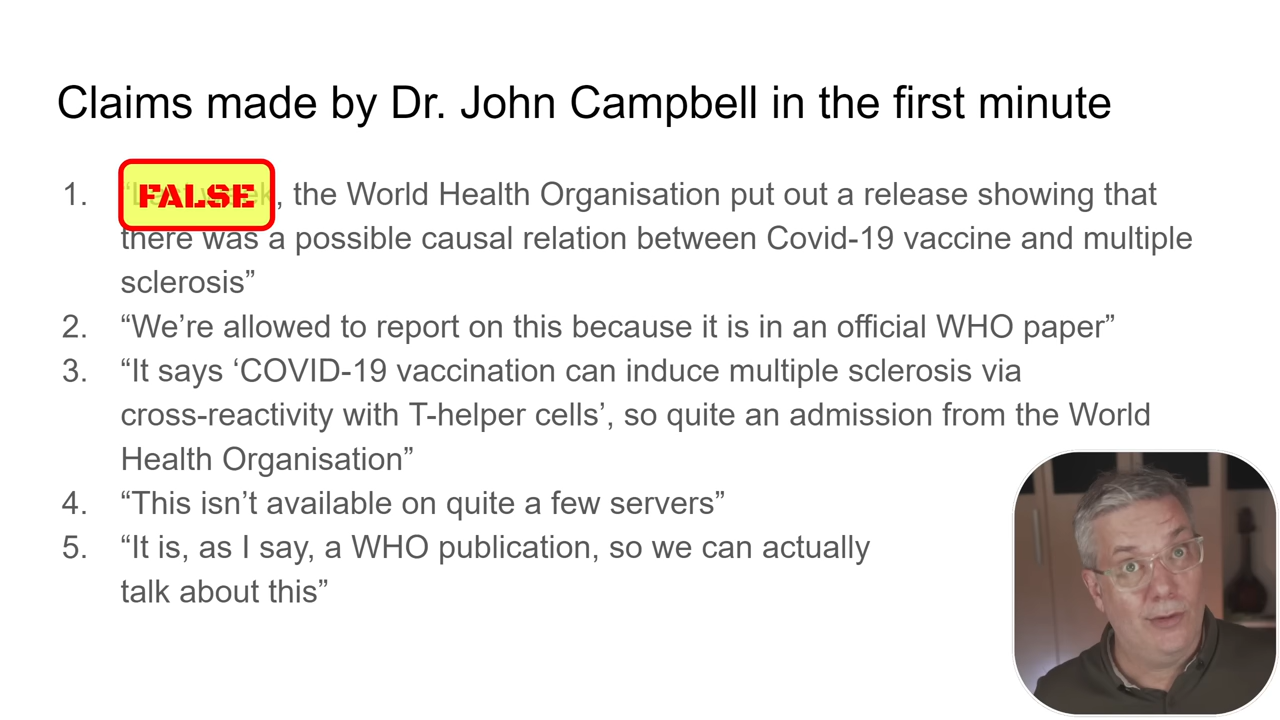 Claims made by Dr. John Campbell in the first minute
1. FALSE, the World Health Organisation put out a release showing that
there was a possible causal relation between Covid-19 vaccine and multiple
sclerosis”
2. “We’re allowed to report on this because it is in an official WHO paper”
3. “It says ‘COVID-19 vaccination can induce multiple sclerosis via
cross-reactivity with T-helper cells’, so quite an admission from the World
Health Organisation”
4. “This isn’t available on quite a few servers”
5. “It is, as I say, a WHO publication, so we can actually
talk about this”